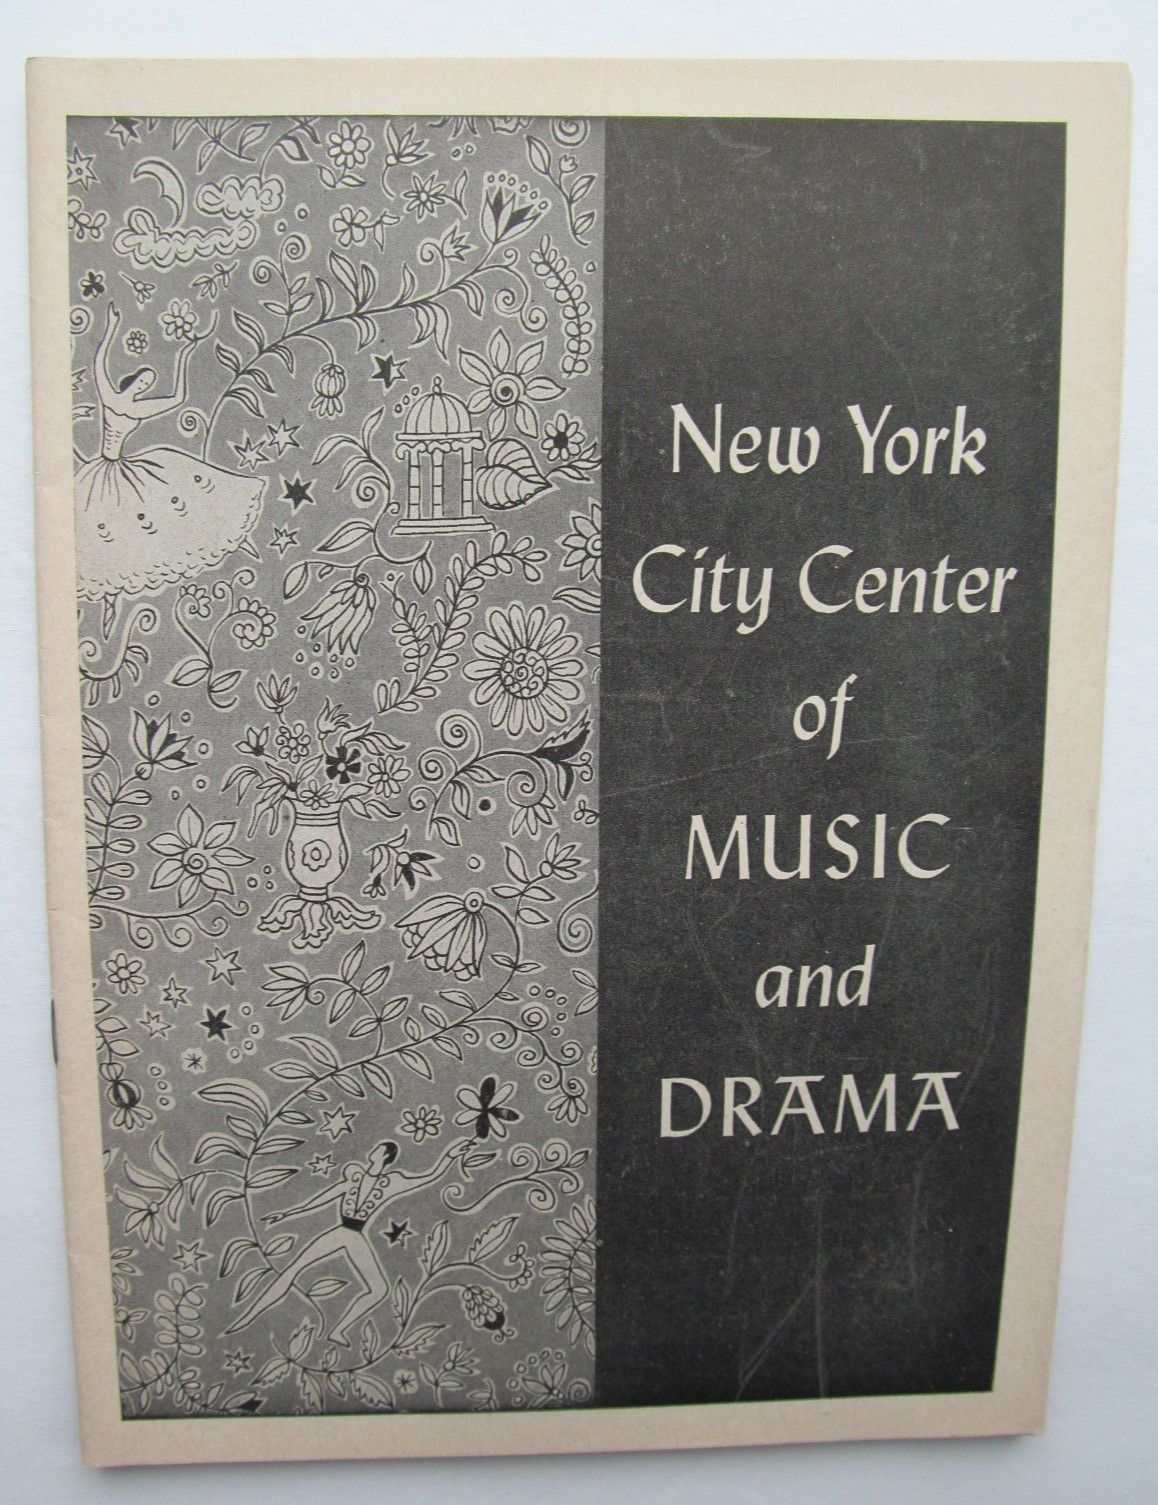 New York
City Center
of
MUSIC
and
DRAMA